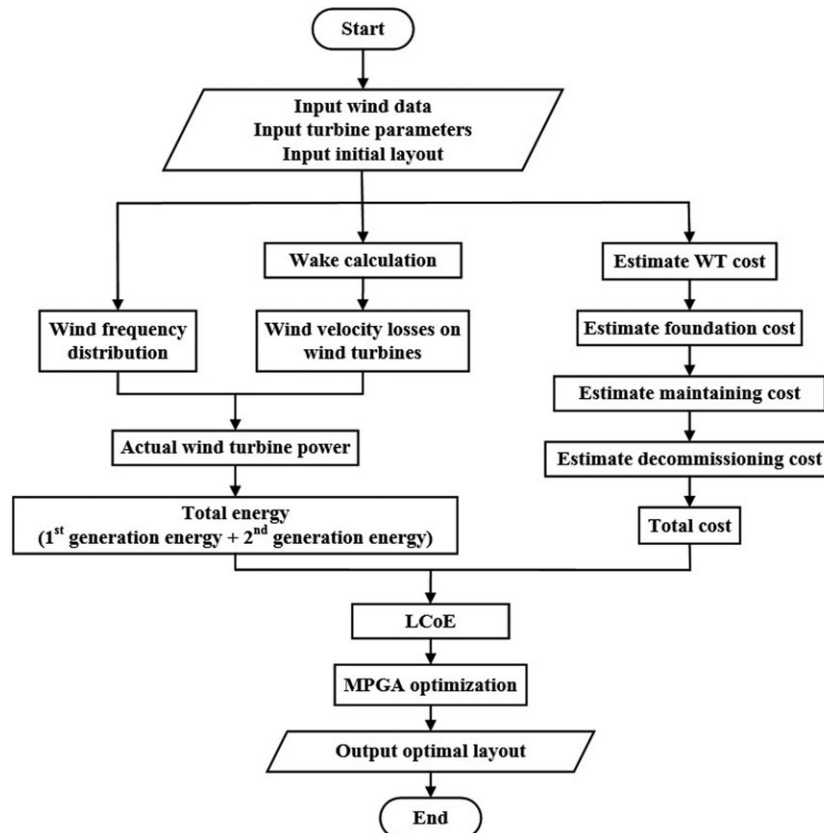 Start
Input wind data
Input turbine parameters
Input initial layout
Wake calculation
Estimate WT cost
Wind frequency
distribution
Wind velocity losses on
wind turbines
Estimate foundation cost
Estimate maintaining cost
Actual wind turbine power
Estimate decommissioning cost
Total energy
(1st generation energy + 2nd generation energy)
Total cost
LCoE
MPGA optimization
Output optimal layout
End